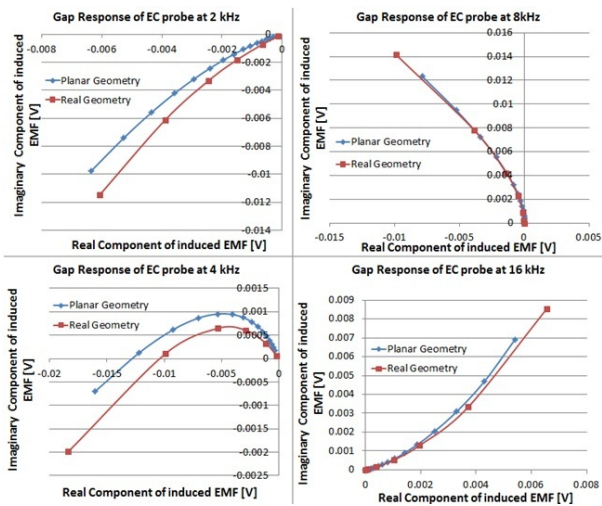 Gap Response of EC probe at 2 kHz
-0.008
-0.006
-0.004
-0.002
0
0
-0.002
-0.004
-0.006
-0.008
-0.01
-0.012
-0.014
Planar Geometry
Real Geometry
Imaginary Component of induced
EMF [V]
Real Component of induced EMF [V]
Gap Response of EC probe at 8kHz
0.016
0.014
0.012
0.01
0.008
0.006
0.004
0.002
0
-0.015
-0.01
-0.005
0
0.005
Planar Geometry
Real Geometry
Imaginary Component of induced
EMF [V]
Real Component of induced EMF [V]
Gap Response of EC probe at 4 kHz
0.0015
0.001
0.0005
0
-0.0005
-0.001
-0.0015
-0.002
-0.0025
-0.02
-0.015
-0.01
-0.005
0
Planar Geometry
Real Geometry
Imaginary Component of induced
EMF [V]
Real Component of induced EMF [V]
Gap Response of EC probe at 16 kHz
0.009
0.008
0.007
0.006
0.005
0.004
0.003
0.002
0.001
0
0
0.002
0.004
0.006
0.008
Planar Geometry
Real Geometry
Imaginary Component of induced
EMF [V]
Real Component of induced EMF [V]